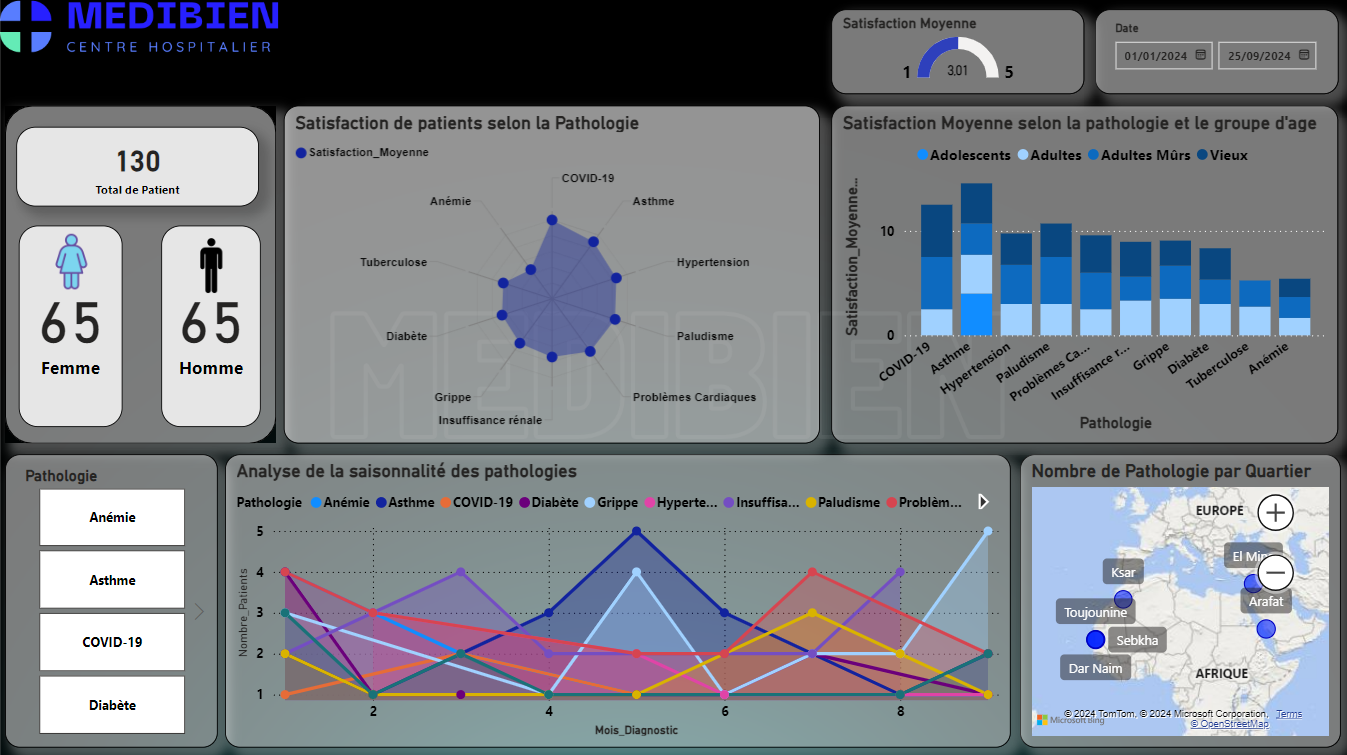 MEDIBIEN
CENTRE HOSPITALIER
Satisfaction Moyenne
1
3,01
5
Date
01/01/2024
25/09/2024
130
Total de Patient
65
Femme
65
Homme
Satisfaction de patients selon la Pathologie
Satisfaction_Moyenne
COVID-19
Asthme
Hypertension
Paludisme
Problèmes Cardiaques
Insuffisance rénale
Grippe
Diabète
Tuberculose
Anémie
MEDIBIEN
Satisfaction Moyenne selon la pathologie et le groupe d'age
Adolescents Adultes Adultes Mûrs Vieux
Satisfaction_Moyenne...
10
0
COVID-19
Asthme
Hypertension
Paludisme
Problèmes Ca...
Insuffisance r...
Grippe
Diabète
Tuberculose
Anémie
Pathologie
Pathologie
Anémie
Asthme
COVID-19
Diabète
Analyse de la saisonnalité des pathologies
Pathologie Anémie Asthme COVID-19 Diabète Grippe Hyperte... Insuffisa... Paludisme Problèm...
Nombre_Patients
5
4
3
2
1
2
4
6
8
Mois_Diagnostic
Nombre de Pathologie par Quartier
EUROPE
Ksar
Toujounine
Sebkha
Dar Naim
Arafat
AFRIQUE
© 2024 TomTom, © 2024 Microsoft Corporation, Terms
© OpenStreetMap
Microsoft Bing